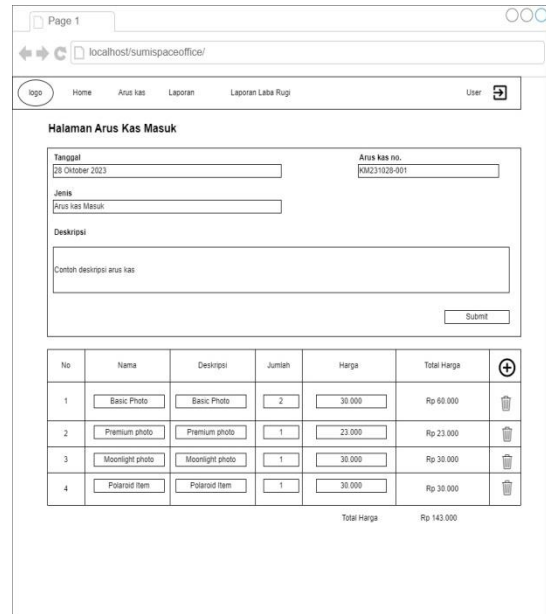 Page 1
localhost/sumispaceoffice/
logo Home Arus kas Laporan Laporan Laba Rugi User
Halaman Arus Kas Masuk
Tanggal Arus kas no.
28 Oktober 2023 KM231028-001
Jenis
Arus kas Masuk
Deskripsi
Contoh deskripsi arus kas
Submit
No Nama Deskripsi Jumlah Harga Total Harga
1 Basic Photo Basic Photo 2 30.000 Rp 60.000
2 Premium photo Premium photo 1 23.000 Rp 23.000
3 Moonlight photo Moonlight photo 1 30.000 Rp 30.000
4 Polaroid Item Polaroid Item 1 30.000 Rp 30.000
Total Harga Rp 143.000